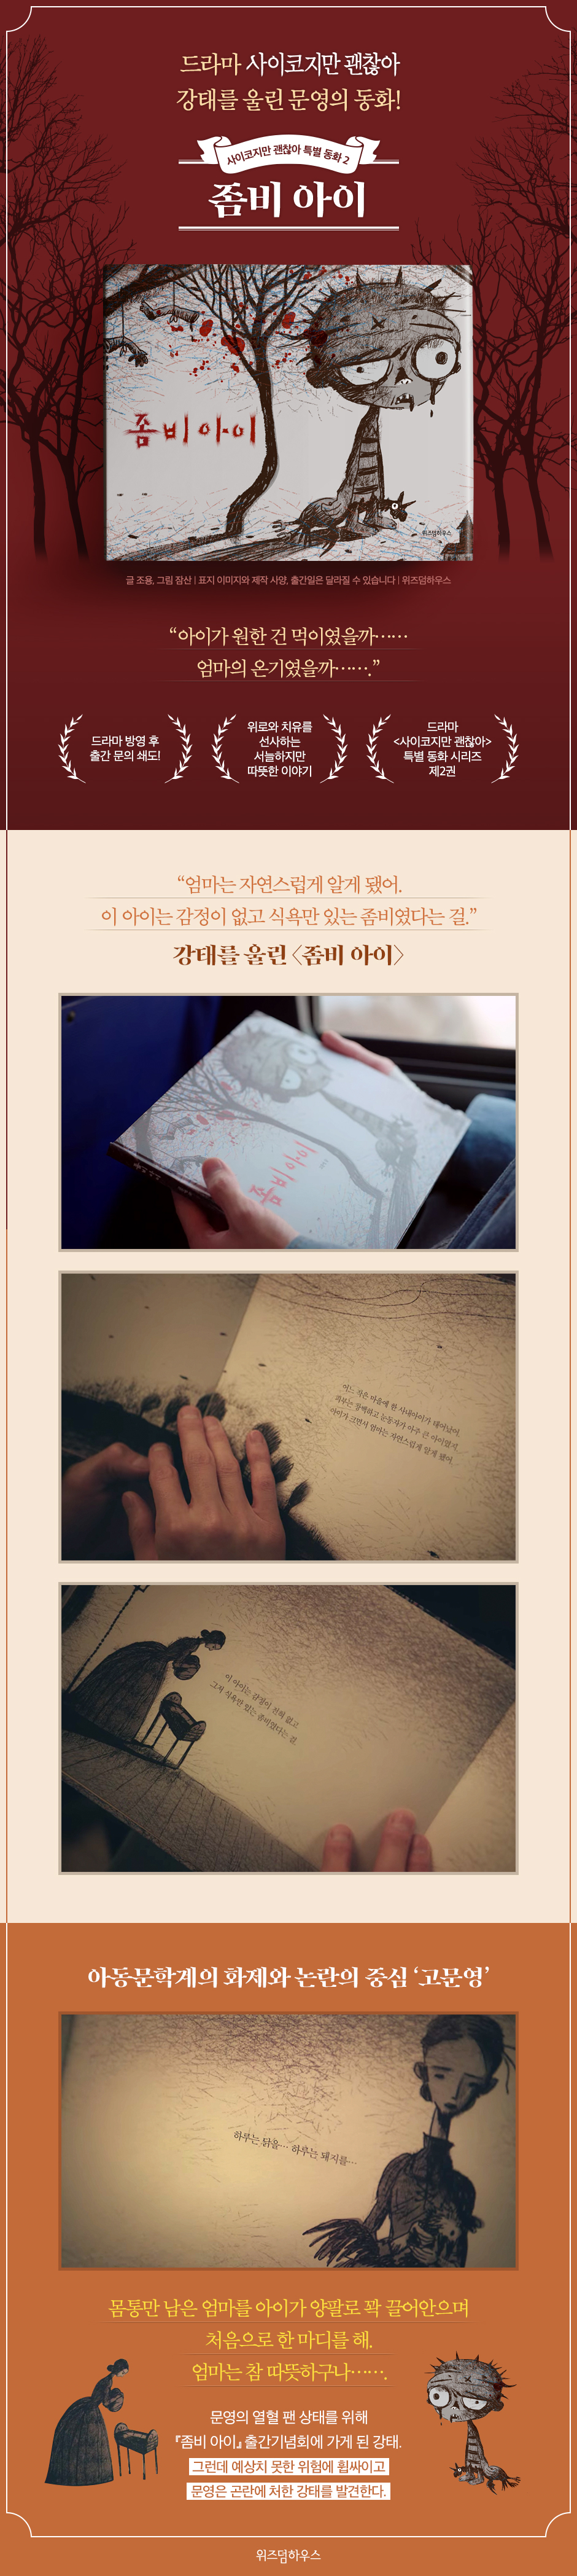 드라마 사이코지만 괜찮아
강태를 울린 문영의 동화!
사이코지만 괜찮아 특별 동화 2
좀비 아이
좀비 아이
위즈덤하우스
글 조용, 그림 잠산 | 표지 이미지와 제작 사양, 출간일은 달라질 수 있습니다 | 위즈덤하우스
“아이가 원한 건 먹이였을까……
엄마의 온기였을까…….”
드라마 방영 후
출간 문의 쇄도!
위로와 치유를
선사하는
서늘하지만
따뜻한 이야기
드라마
<사이코지만 괜찮아>
특별 동화 시리즈
제2권
“엄마는 자연스럽게 알게 됐어.
이 아이는 감정이 없고 식욕만 있는 좀비였다는 걸.”
강태를 울린 <좀비 아이>
좀비 아이
어느 작은 마을에 한 사내아이가 태어났어.
피부는 창백하고 눈동자가 아주 큰 아이였지.
아이가 크면서 엄마는 자연스럽게 알게 됐어.
이 아이는 감정이 전혀 없고
그저 식욕만 있는 좀비였다는 걸.
아동문학계의 화제와 논란의 중심 ‘고문영’
하루는 닭을… 하루는 돼지를…
몸통만 남은 엄마를 아이가 양팔로 꽉 끌어안으며
처음으로 한 마디를 해.
엄마는 참 따뜻하구나…….
문영의 열혈 팬 상태를 위해
『좀비 아이』 출간기념회에 가게 된 강태.
그런데 예상치 못한 위험에 휩싸이고
문영은 곤란에 처한 강태를 발견한다.
위즈덤하우스